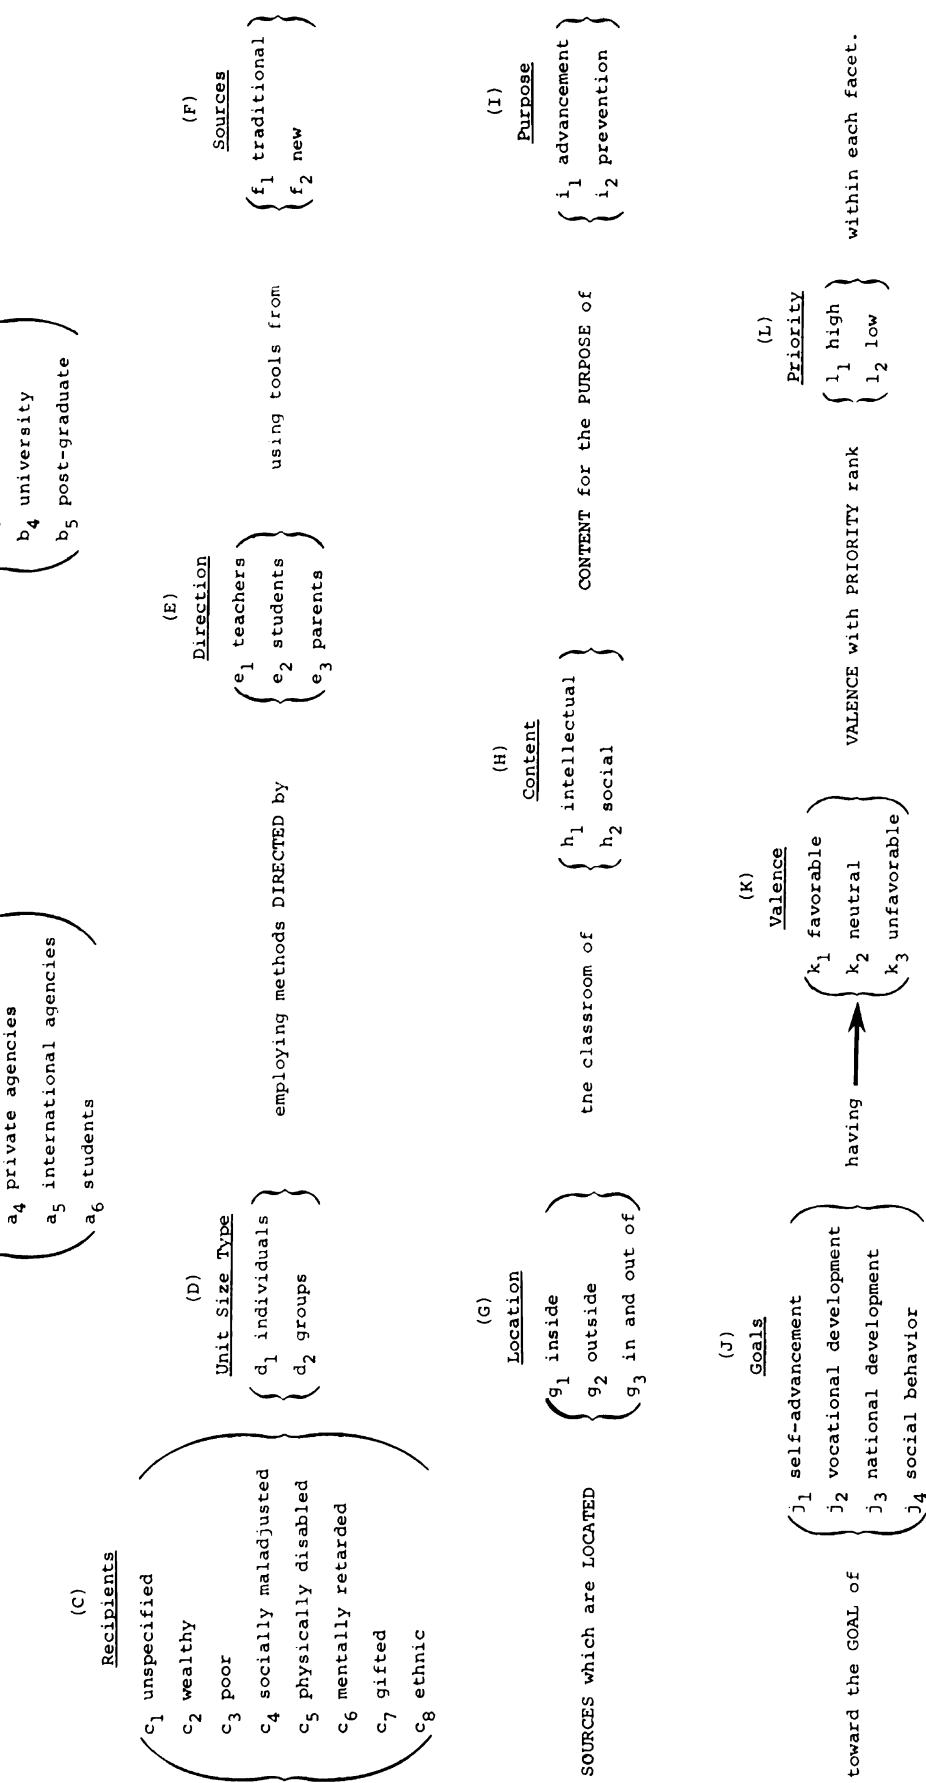 a4 private agencies
a5 international agencies
a6 students
b4 university
b5 post-graduate
(C)
Recipients
c1 unspecified
c2 wealthy
c3 poor
c4 socially maladjusted
c5 physically disabled
c6 mentally retarded
c7 gifted
c8 ethnic
(D)
Unit Size Type
d1 individuals
d2 groups
employing methods DIRECTED by
(E)
Direction
e1 teachers
e2 students
e3 parents
using tools from
(F)
Sources
f1 traditional
f2 new
SOURCES which are LOCATED
(G)
Location
g1 inside
g2 outside
g3 in and out of
the classroom of
(H)
Content
h1 intellectual
h2 social
CONTENT for the PURPOSE of
(I)
Purpose
i1 advancement
i2 prevention
toward the GOAL of
(J)
Goals
j1 self-advancement
j2 vocational development
j3 national development
j4 social behavior
having
(K)
Valence
k1 favorable
k2 neutral
k3 unfavorable
VALENCE with PRIORITY rank
(L)
Priority
l1 high
l2 low
within each facet.